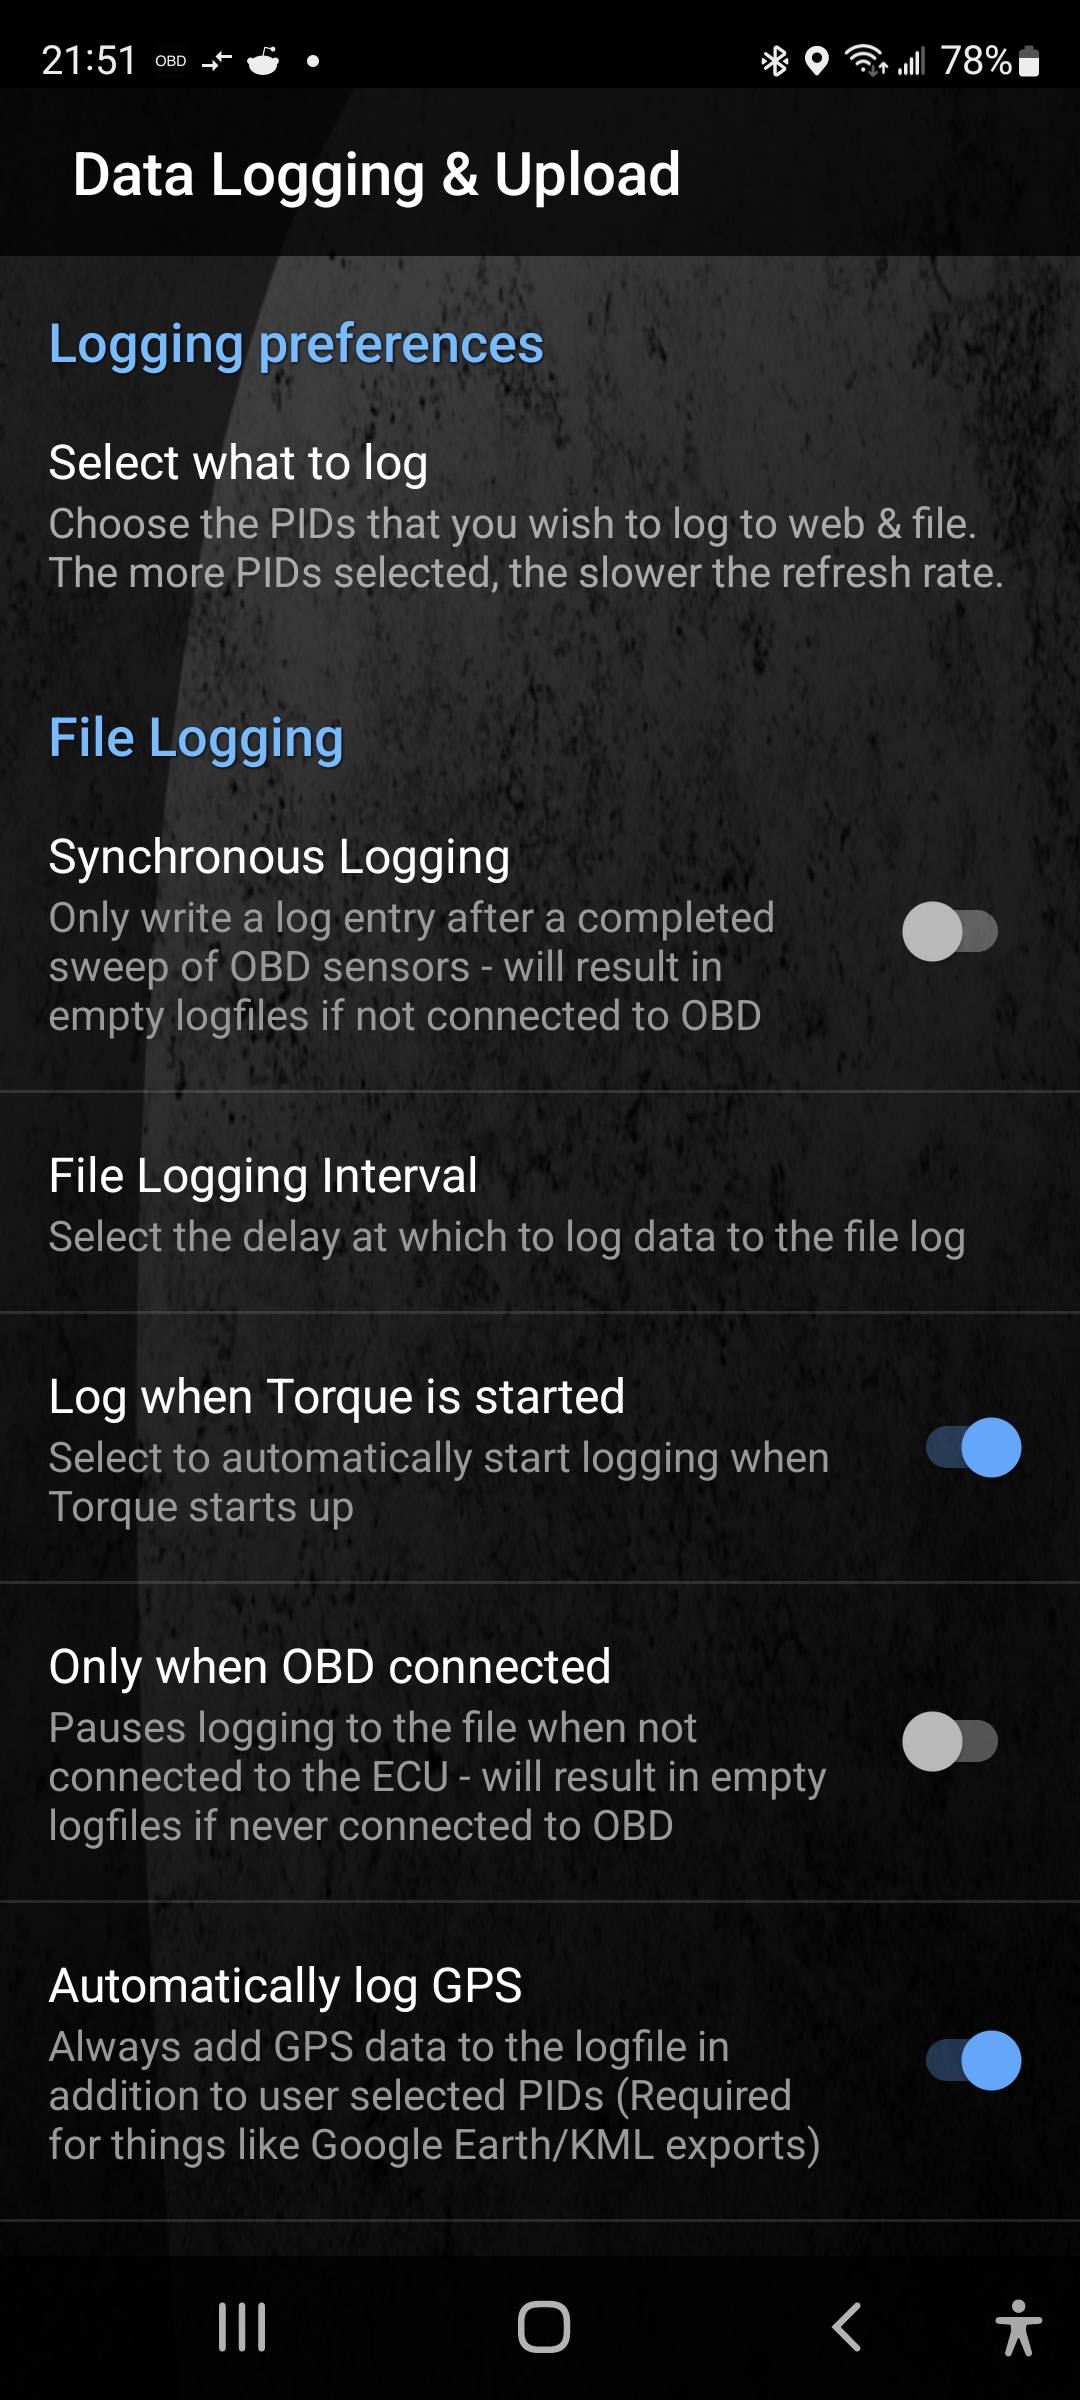 21:51 OBD 78%
Data Logging & Upload
Logging preferences
Select what to log
Choose the PIDs that you wish to log to web & file.
The more PIDs selected, the slower the refresh rate.
File Logging
Synchronous Logging
Only write a log entry after a completed
sweep of OBD sensors - will result in
empty logfiles if not connected to OBD
File Logging Interval
Select the delay at which to log data to the file log
Log when Torque is started
Select to automatically start logging when
Torque starts up
Only when OBD connected
Pauses logging to the file when not
connected to the ECU - will result in empty
logfiles if never connected to OBD
Automatically log GPS
Always add GPS data to the logfile in
addition to user selected PIDs (Required
for things like Google Earth/KML exports)